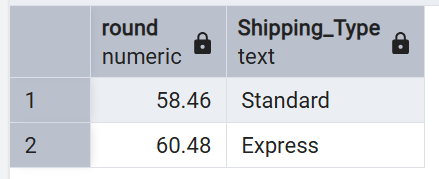 round Shipping_Type
numeric text
1 58.46 Standard
2 60.48 Express